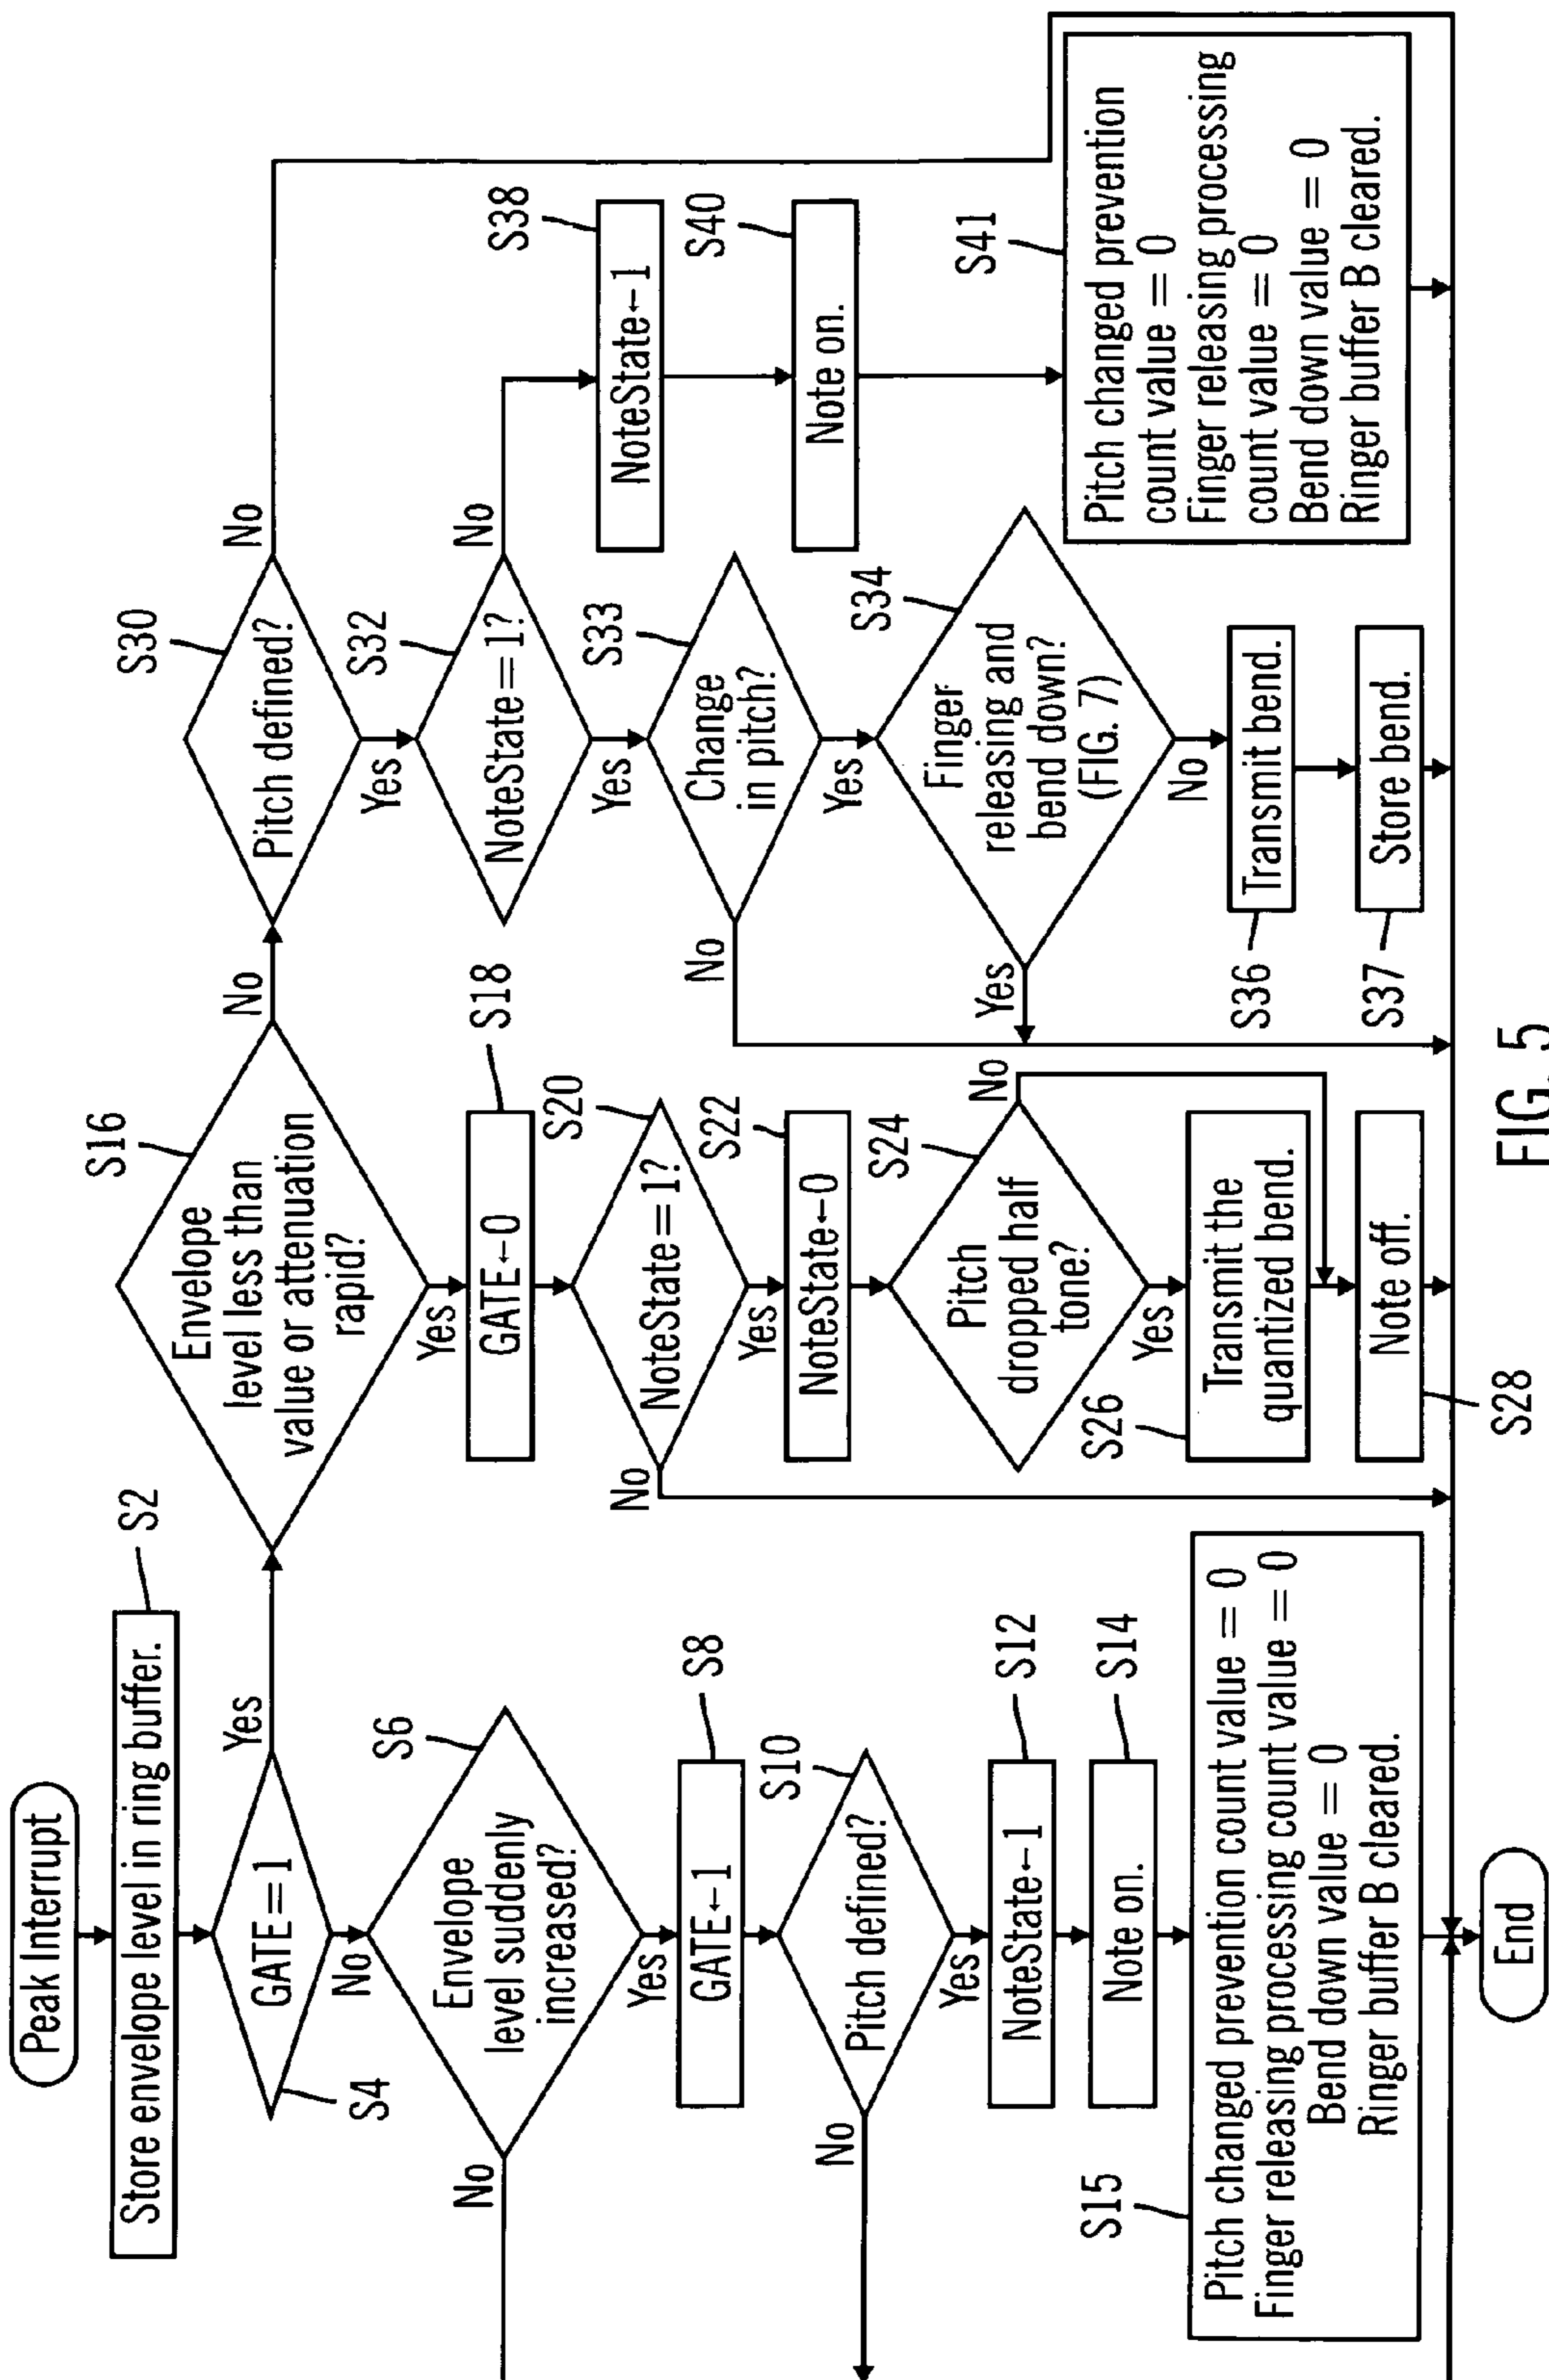 Peak Interrupt
Store envelope level in ring buffer.
S2
GATE=1
S4
Yes
No
Envelope
level suddenly
increased?
S6
No
Yes
GATE←1
S8
Pitch defined?
S10
No
Yes
NoteState←1
S12
Note on.
S14
S15
Pitch changed prevention count value = 0
Finger releasing processing count value = 0
Bend down value = 0
Ringer buffer B cleared.
End
Envelope
level less than
value or attenuation
rapid?
S16
No
Yes
GATE←0
S18
NoteState=1?
S20
No
Yes
NoteState←0
S22
Pitch
dropped half
tone?
S24
No
Yes
S26
Transmit the
quantized bend.
Note off.
S28
Pitch defined?
S30
No
Yes
NoteState=1?
S32
No
Yes
Change
in pitch?
S33
No
Yes
Finger
releasing and
bend down?
(FIG. 7)
S34
Yes
No
Transmit bend.
S36
Store bend.
S37
NoteState←1
S38
Note on.
S40
S41
Pitch changed prevention
count value = 0
Finger releasing processing
count value = 0
Bend down value = 0
Ringer buffer B cleared.
FIG. 5